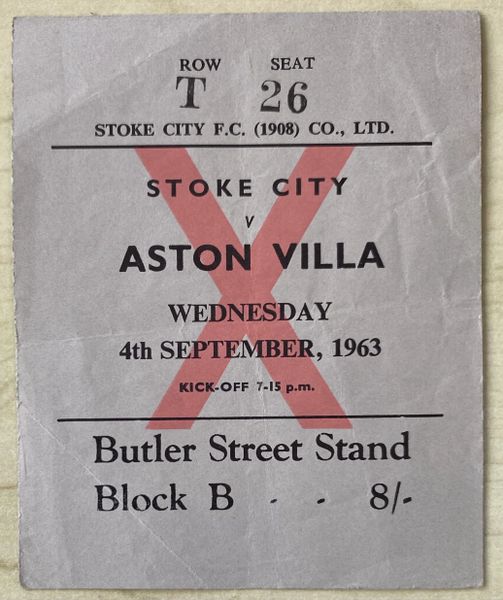 ROW SEAT
T 26
STOKE CITY F.C. (1908) CO., LTD.
X
STOKE CITY
v
ASTON VILLA
WEDNESDAY
4th SEPTEMBER, 1963
KICK-OFF 7-15 p.m.
Butler Street Stand
Block B - - 8/-